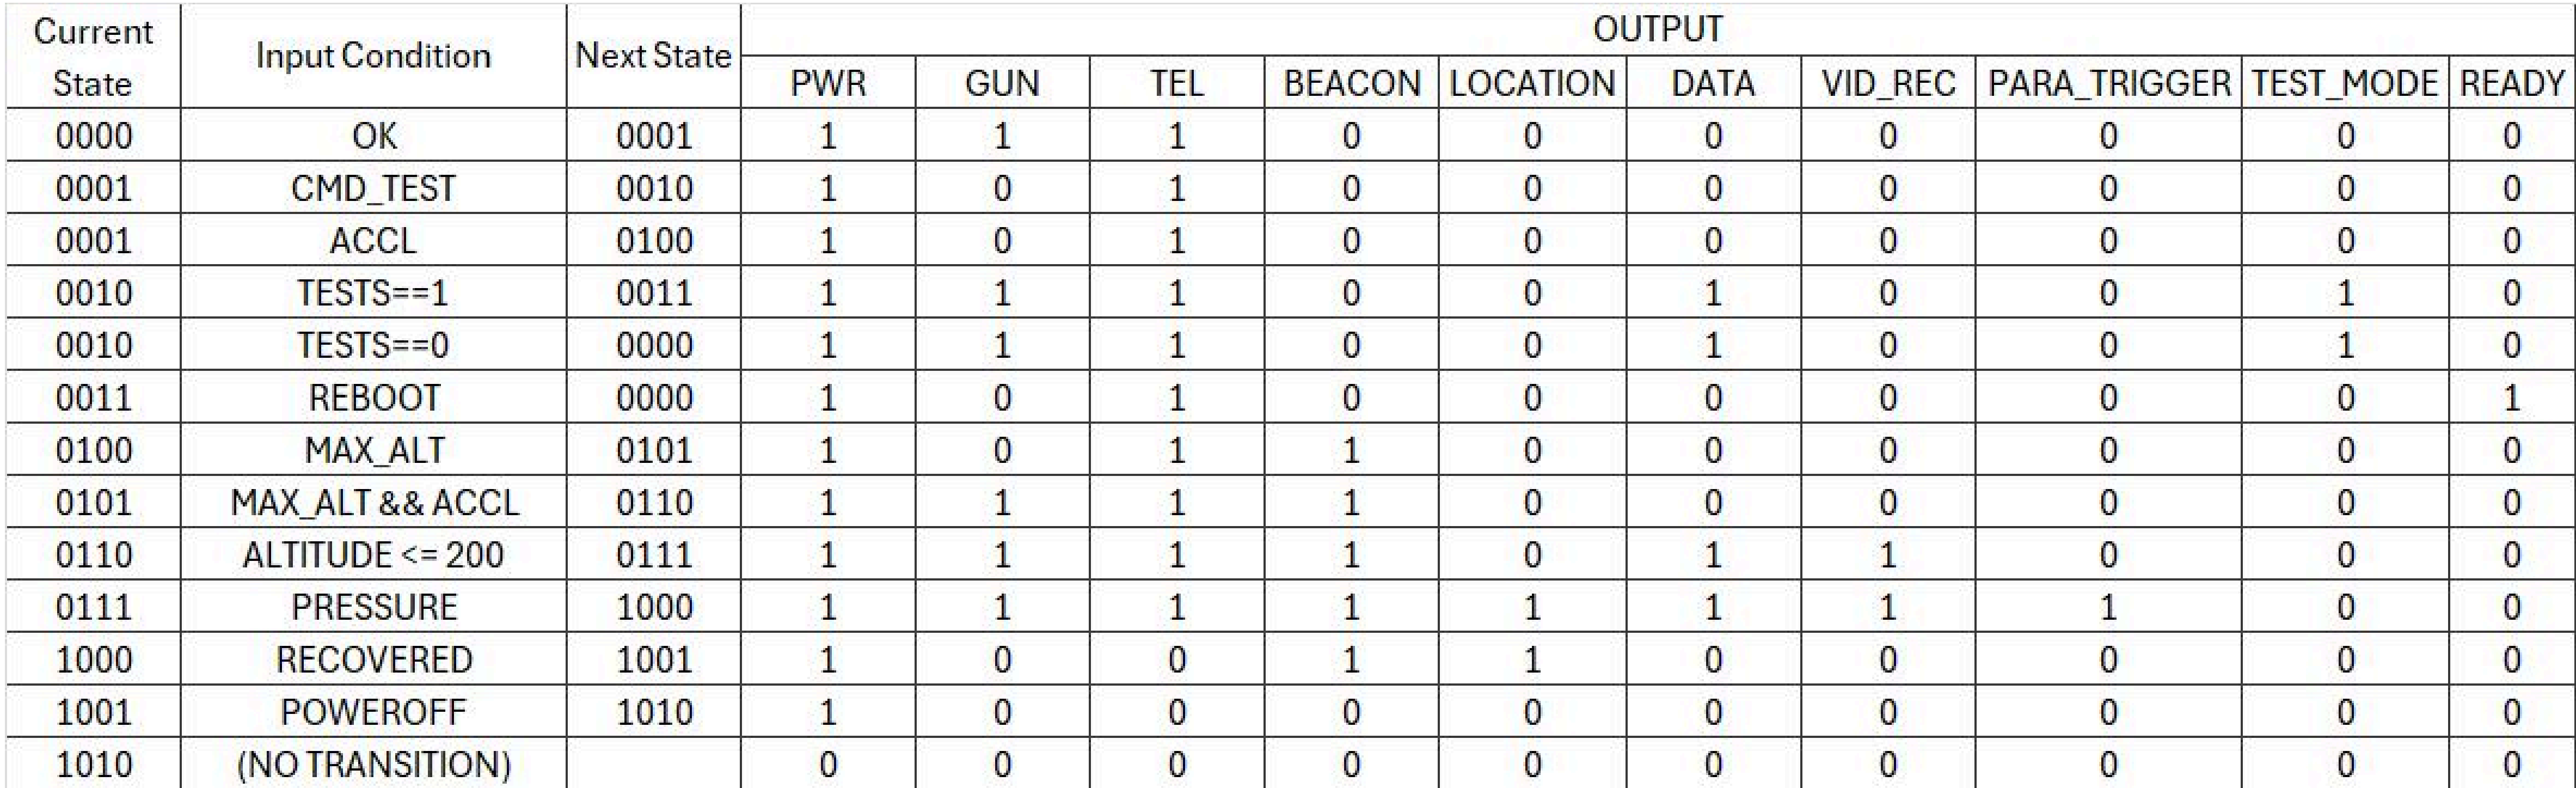 Current State Input Condition Next State OUTPUT
PWR GUN TEL BEACON LOCATION DATA VID_REC PARA_TRIGGER TEST_MODE READY
0000 OK 0001 1 1 1 0 0 0 0 0 0 0
0001 CMD_TEST 0010 1 0 1 0 0 0 0 0 0 0
0001 ACCL 0100 1 0 1 0 0 0 0 0 0 0
0010 TESTS==1 0011 1 1 1 0 0 1 0 0 1 0
0010 TESTS==0 0000 1 1 1 0 0 1 0 0 1 0
0011 REBOOT 0000 1 0 1 0 0 0 0 0 0 1
0100 MAX_ALT 0101 1 0 1 1 0 0 0 0 0 0
0101 MAX_ALT && ACCL 0110 1 1 1 1 0 0 0 0 0 0
0110 ALTITUDE <= 200 0111 1 1 1 1 0 1 1 0 0 0
0111 PRESSURE 1000 1 1 1 1 1 1 1 1 0 0
1000 RECOVERED 1001 1 0 0 1 1 0 0 0 0 0
1001 POWEROFF 1010 1 0 0 0 0 0 0 0 0 0
1010 (NO TRANSITION) 0 0 0 0 0 0 0 0 0 0